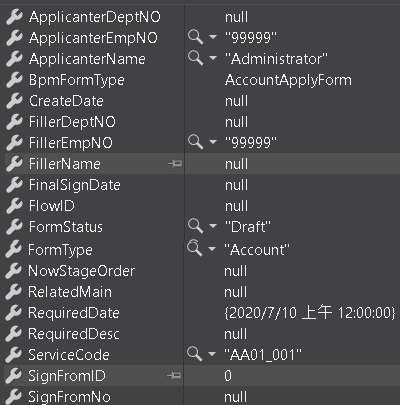 ApplicanterDeptNO null
ApplicanterEmpNO "99999"
ApplicanterName "Administrator"
BpmFormType AccountApplyForm
CreateDate null
FillerDeptNO null
FillerEmpNO "99999"
FillerName null
FinalSignDate null
FlowID null
FormStatus "Draft"
FormType "Account"
NowStageOrder null
RelatedMain null
RequiredDate {2020/7/10 上午 12:00:00}
RequiredDesc null
ServiceCode "AA01_001"
SignFromID 0
SignFromNo null